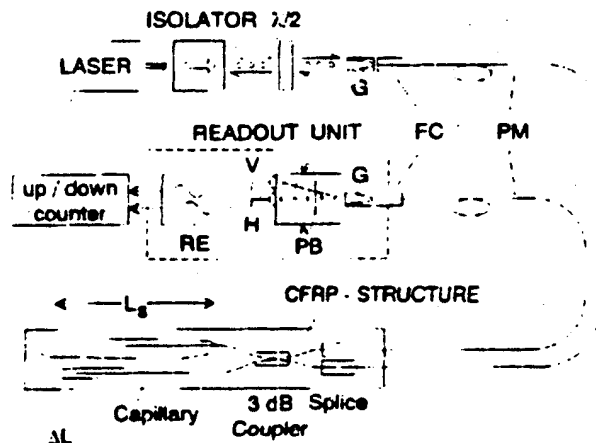 ISOLATOR λ/2
LASER
G
READOUT UNIT FC PM
V G
up / down
counter
H
RE PB
Ls CFRP - STRUCTURE
Capillary 3 dB Splice
Coupler
ΔL